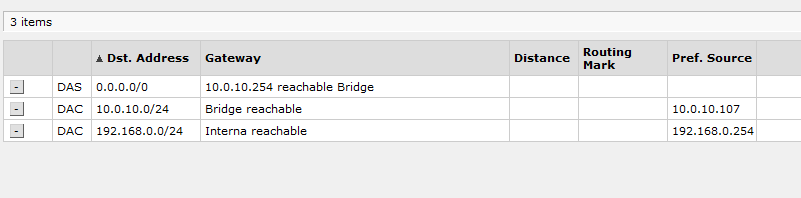 3 items
▲ Dst. Address Gateway Distance Routing Mark Pref. Source
- DAS 0.0.0.0/0 10.0.10.254 reachable Bridge
- DAC 10.0.10.0/24 Bridge reachable 10.0.10.107
- DAC 192.168.0.0/24 Interna reachable 192.168.0.254